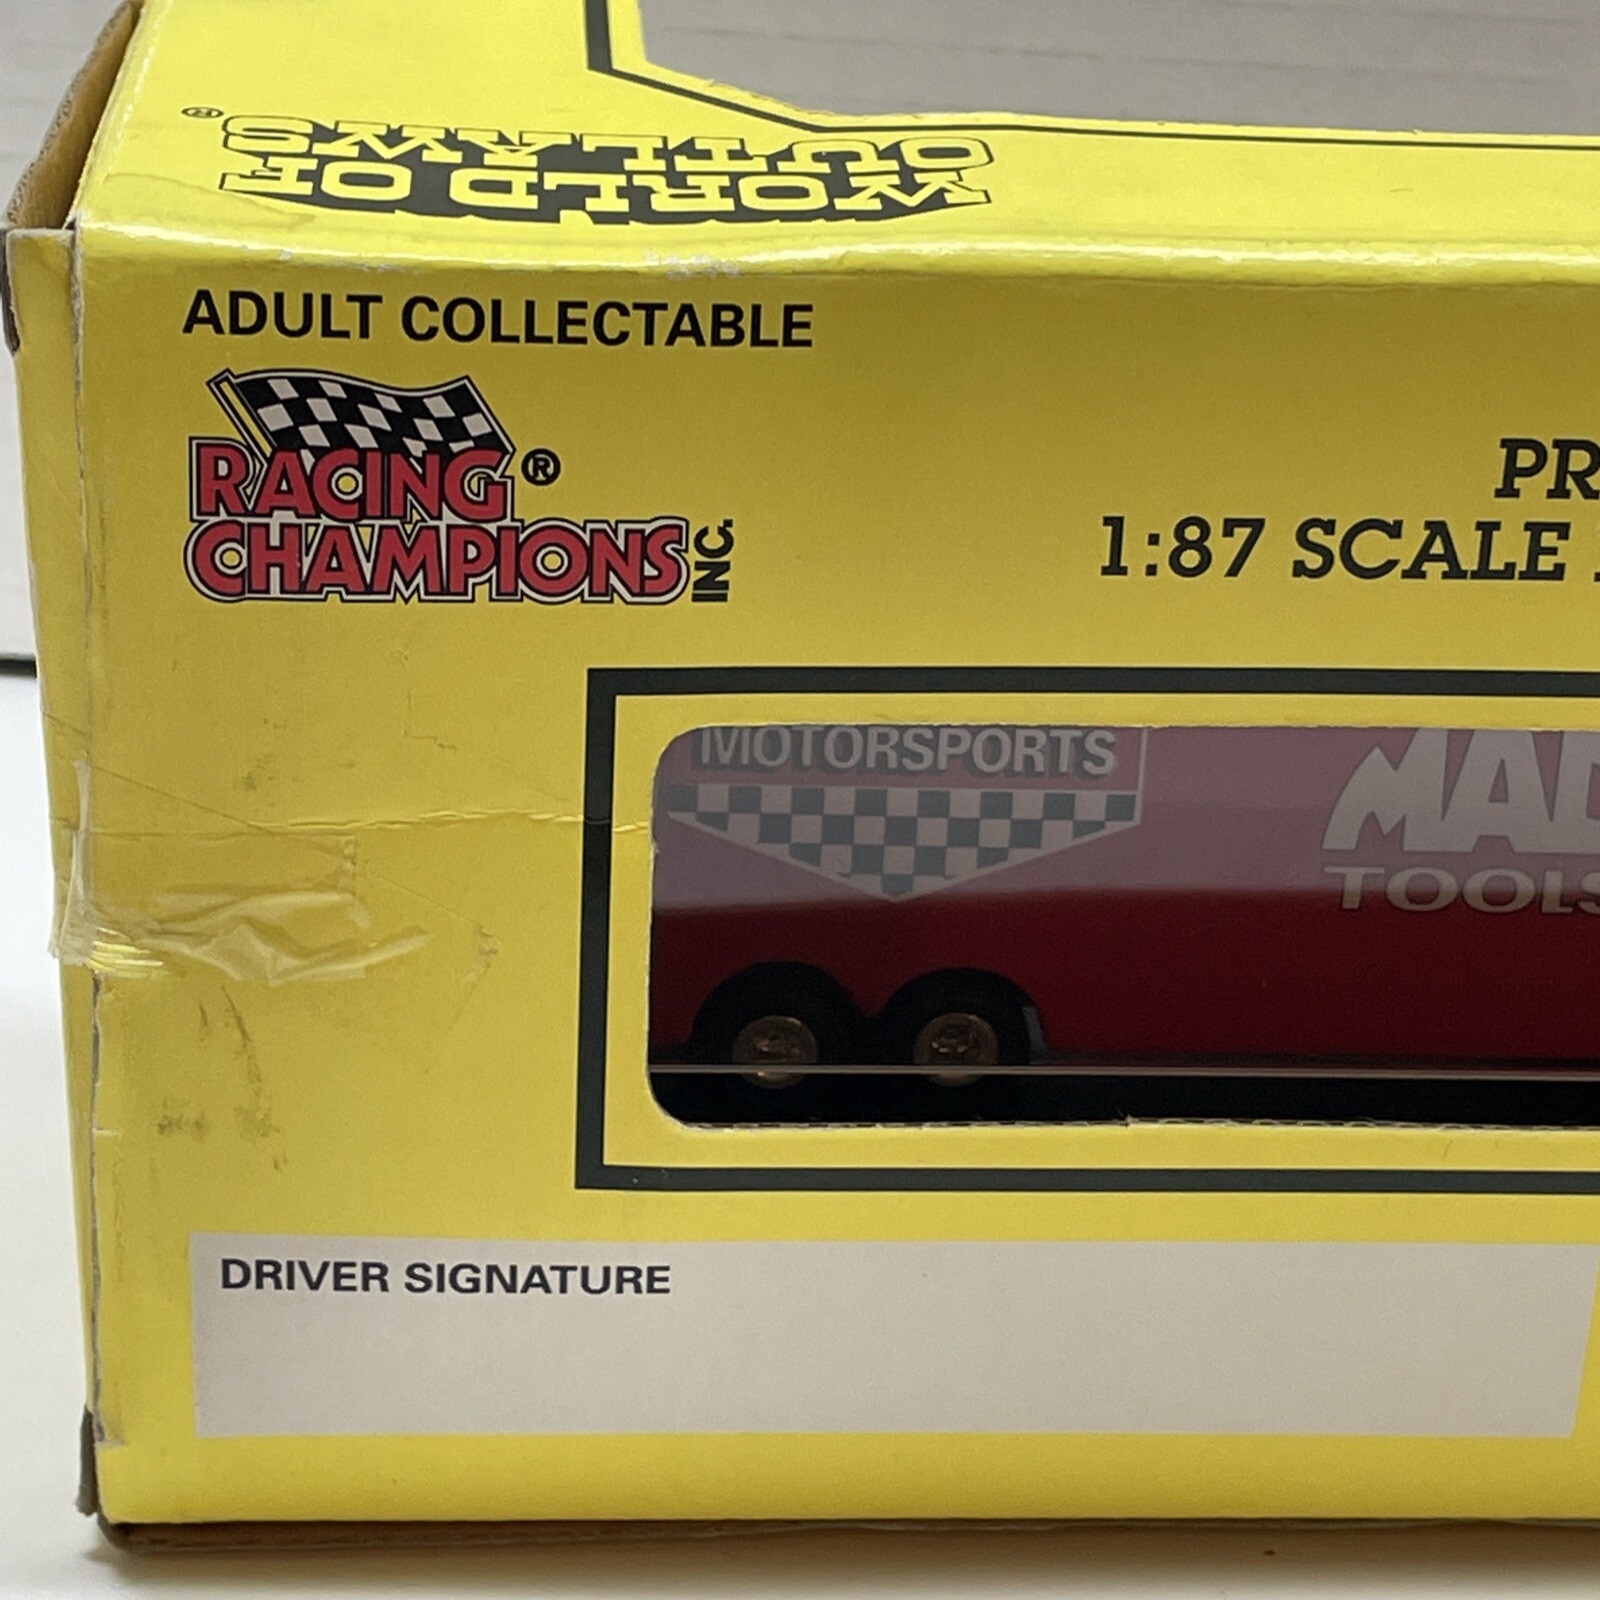 WORLD OF
OUTLAWS®
ADULT COLLECTABLE
RACING®
CHAMPIONS INC.
PR
1:87 SCALE
MOTORSPORTS
MAC
TOOLS
DRIVER SIGNATURE